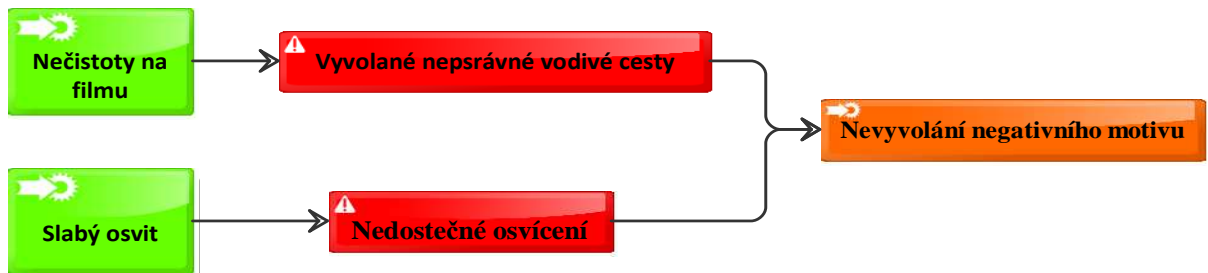 Nečistoty na
filmu
Vyvolané nepsrávné vodivé cesty
Nevyvolání negativního motivu
Slabý osvit
Nedostečné osvícení